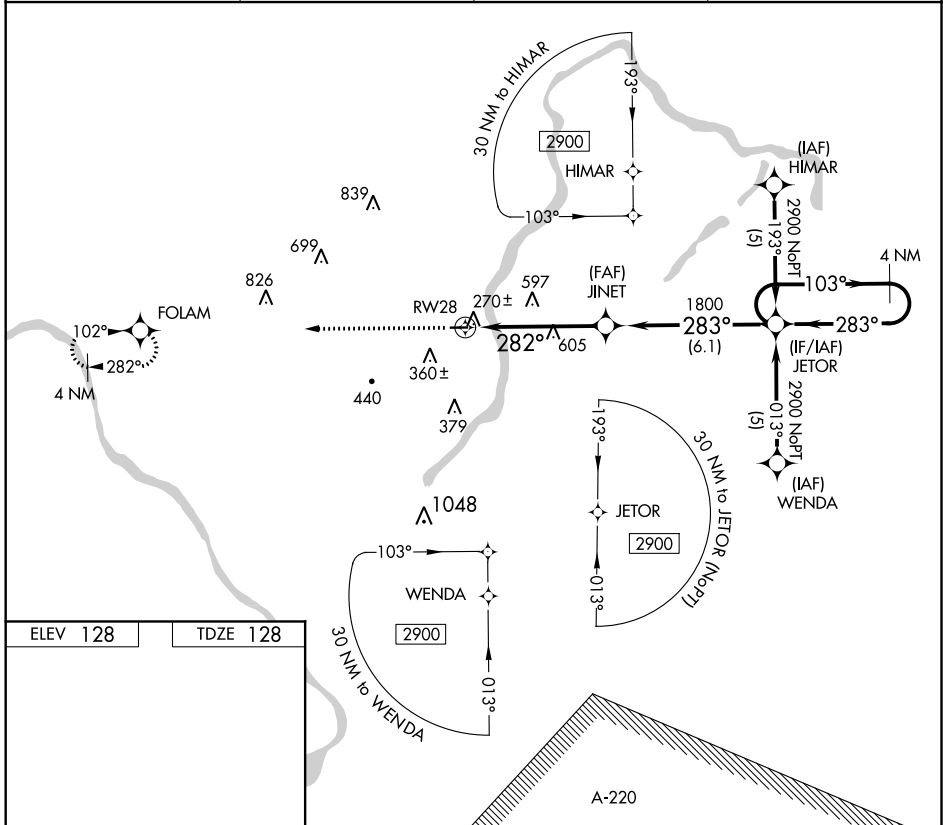 30 NM to HIMAR
193°
2900
HIMAR
103°
(IAF)
HIMAR
2900 NoPT
193°
(5)
4 NM
103°
839
699
826
FOLAM
102°
282°
4 NM
RW28
270±
597
(FAF)
JINET
1800
283°
(6.1)
283°
282°
605
(IF/IAF)
JETOR
360±
440
379
2900 NoPT
013°
(5)
(IAF)
WENDA
193°
JETOR
2900
013°
30 NM to JETOR (NoPT)
1048
103°
WENDA
2900
013°
30 NM to WENDA
ELEV 128
TDZE 128
A-220